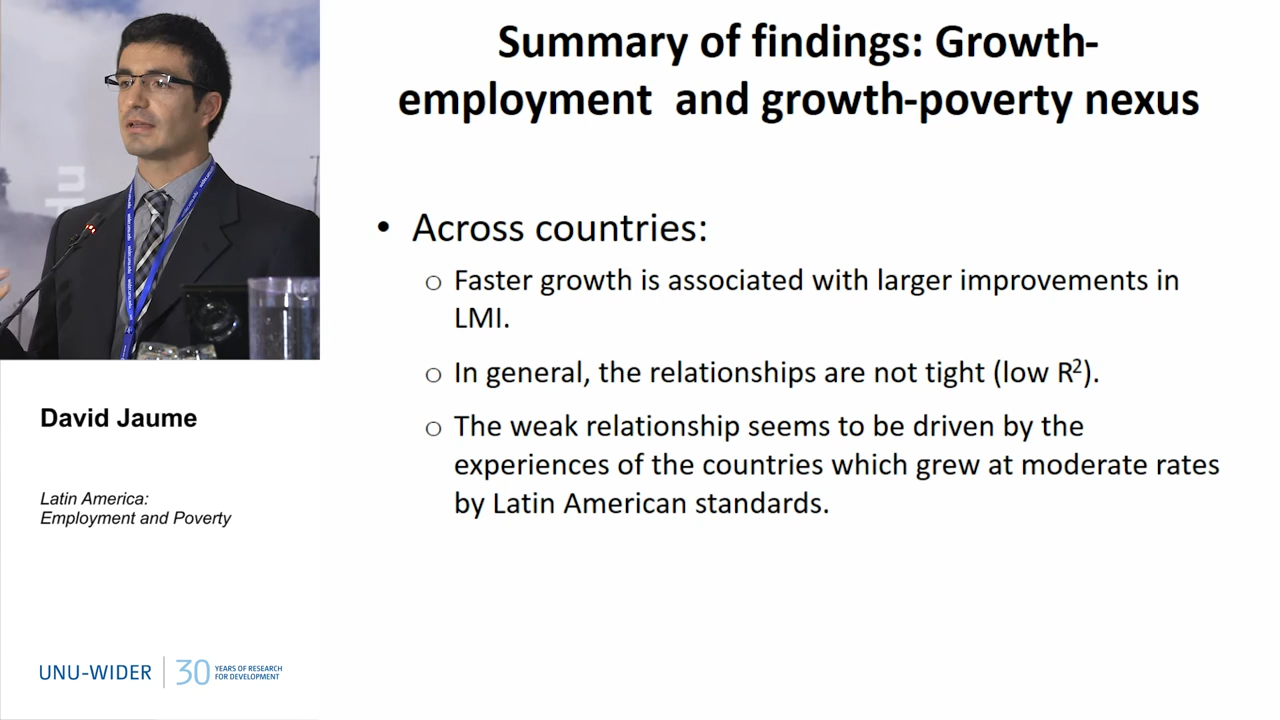 Summary of findings: Growth-
employment and growth-poverty nexus
• Across countries:
○ Faster growth is associated with larger improvements in
LMI.
○ In general, the relationships are not tight (low R²).
○ The weak relationship seems to be driven by the
experiences of the countries which grew at moderate rates
by Latin American standards.
David Jaume
Latin America:
Employment and Poverty
UNU-WIDER
30 YEARS OF RESEARCH
FOR DEVELOPMENT